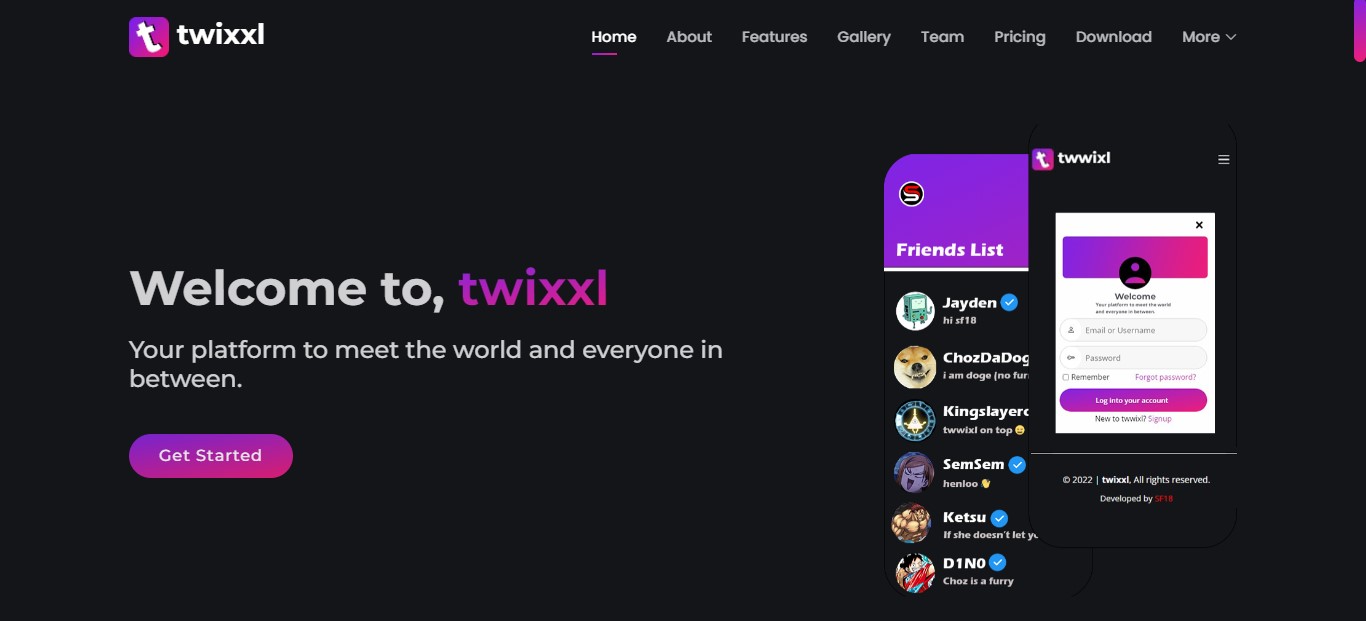 twixxl
Home About Features Gallery Team Pricing Download More
Welcome to, twixxl
Your platform to meet the world and everyone in
between.
Get Started
Friends List
Jayden
hi sf18
ChozDaDog
i am doge (no fur
Kingslayer
twwixl on top
SemSem
henloo
Ketsu
If she doesn't let yo
D1N0
Choz is a furry
twwixl
Welcome
Your platform to meet the world
and everyone in between.
Email or Username
Password
Remember Forgot password?
Log into your account
New to twwixl? Signup
© 2022 | twixxl, All rights reserved.
Developed by SF18